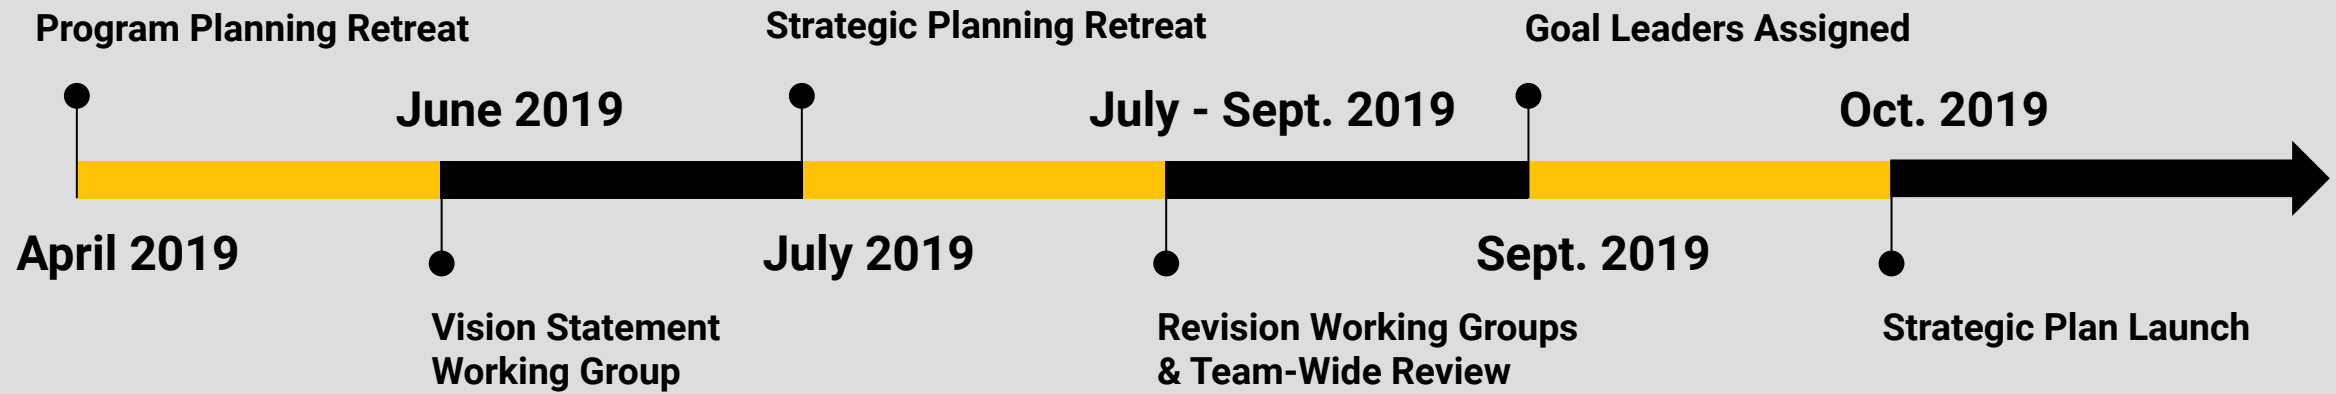 Program Planning Retreat
Strategic Planning Retreat
Goal Leaders Assigned
June 2019
July - Sept. 2019
Oct. 2019
April 2019
July 2019
Sept. 2019
Vision Statement
Working Group
Revision Working Groups
& Team-Wide Review
Strategic Plan Launch